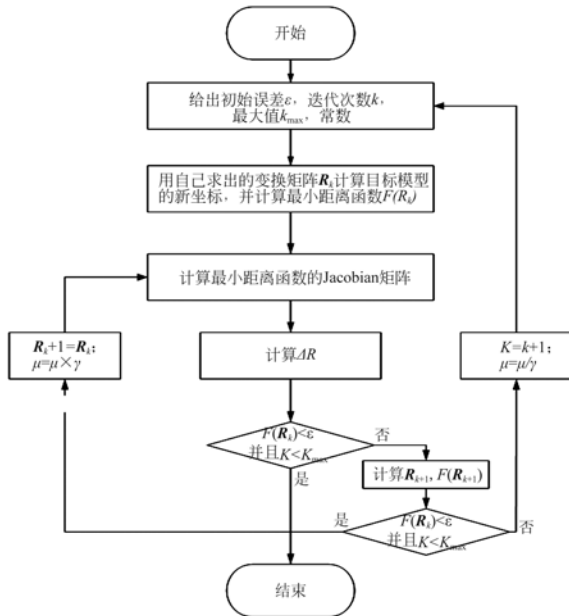 开始
给出初始误差ε，迭代次数k，
最大值kmax，常数
用自己求出的变换矩阵Rk计算目标模型
的新坐标，并计算最小距离函数F(Rk)
计算最小距离函数的Jacobian矩阵
Rk+1=Rk；
μ=μ×γ
计算ΔR
K=k+1；
μ=μ/γ
F(Rk)<ε
并且K<Kmax
否
是
计算Rk+1, F(Rk+1)
是
F(Rk)<ε
并且K<Kmax
否
结束